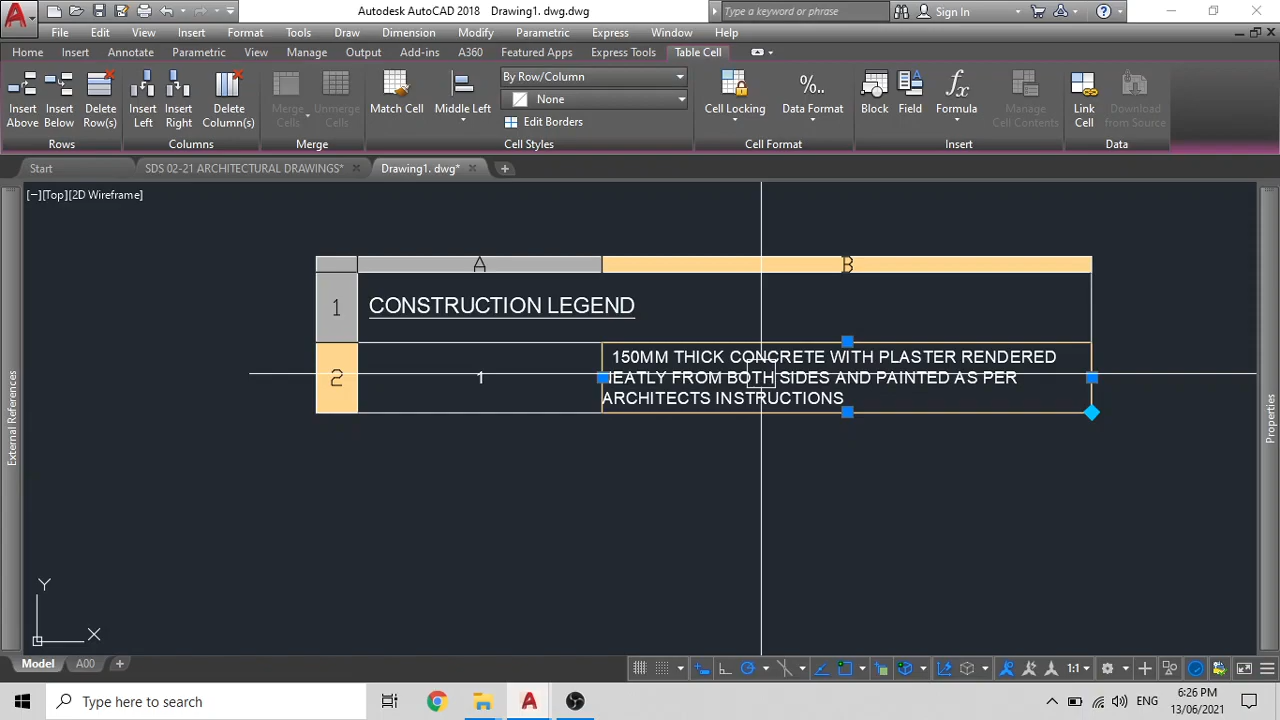 Autodesk AutoCAD 2018 Drawing1. dwg.dwg
Type a keyword or phrase
Sign In
File Edit View Insert Format Tools Draw Dimension Modify Parametric Express Window Help
Home Insert Annotate Parametric View Manage Output Add-ins A360 Featured Apps Express Tools Table Cell
Insert Above
Insert Below
Delete Row(s)
Rows
Insert Left
Insert Right
Delete Column(s)
Columns
Merge Cells
Unmerge Cells
Merge
Match Cell
Middle Left
By Row/Column
None
Edit Borders
Cell Styles
Cell Locking
%..
Data Format
Cell Format
Block
Field
fx
Formula
Manage Cell Contents
Insert
Link Cell
Download from Source
Data
Start
SDS 02-21 ARCHITECTURAL DRAWINGS*
Drawing1. dwg*
[−][Top][2D Wireframe]
External References
Properties
A B
1 CONSTRUCTION LEGEND
2 1
150MM THICK CONCRETE WITH PLASTER RENDERED
NEATLY FROM BOTH SIDES AND PAINTED AS PER
ARCHITECTS INSTRUCTIONS
Y
X
Model A00
1:1
Type here to search
ENG
6:26 PM
13/06/2021